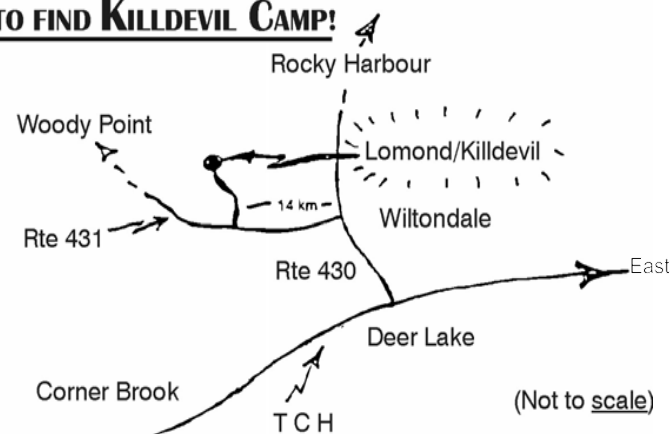 TO FIND KILLDEVIL CAMP!
Rocky Harbour
Woody Point
Lomond/Killdevil
14 km
Wiltondale
Rte 431
Rte 430
East
Deer Lake
Corner Brook
(Not to scale)
T C H